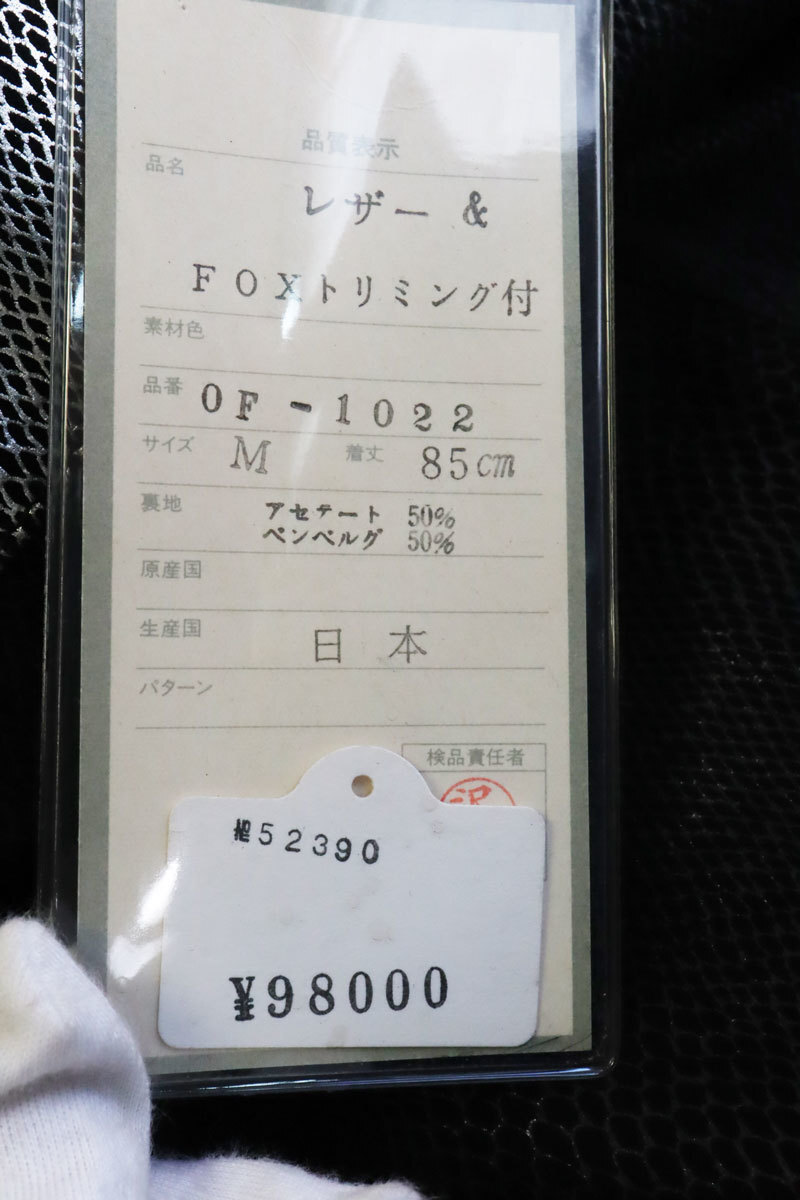 品質表示
品名
レザー &
FOXトリミング付
素材色
品番 OF-1022
サイズ M 着丈 85cm
裏地 アセテート 50%
ベンベルグ 50%
原産国
生産国 日本
パターン
検品責任者
沢
52390
¥98000